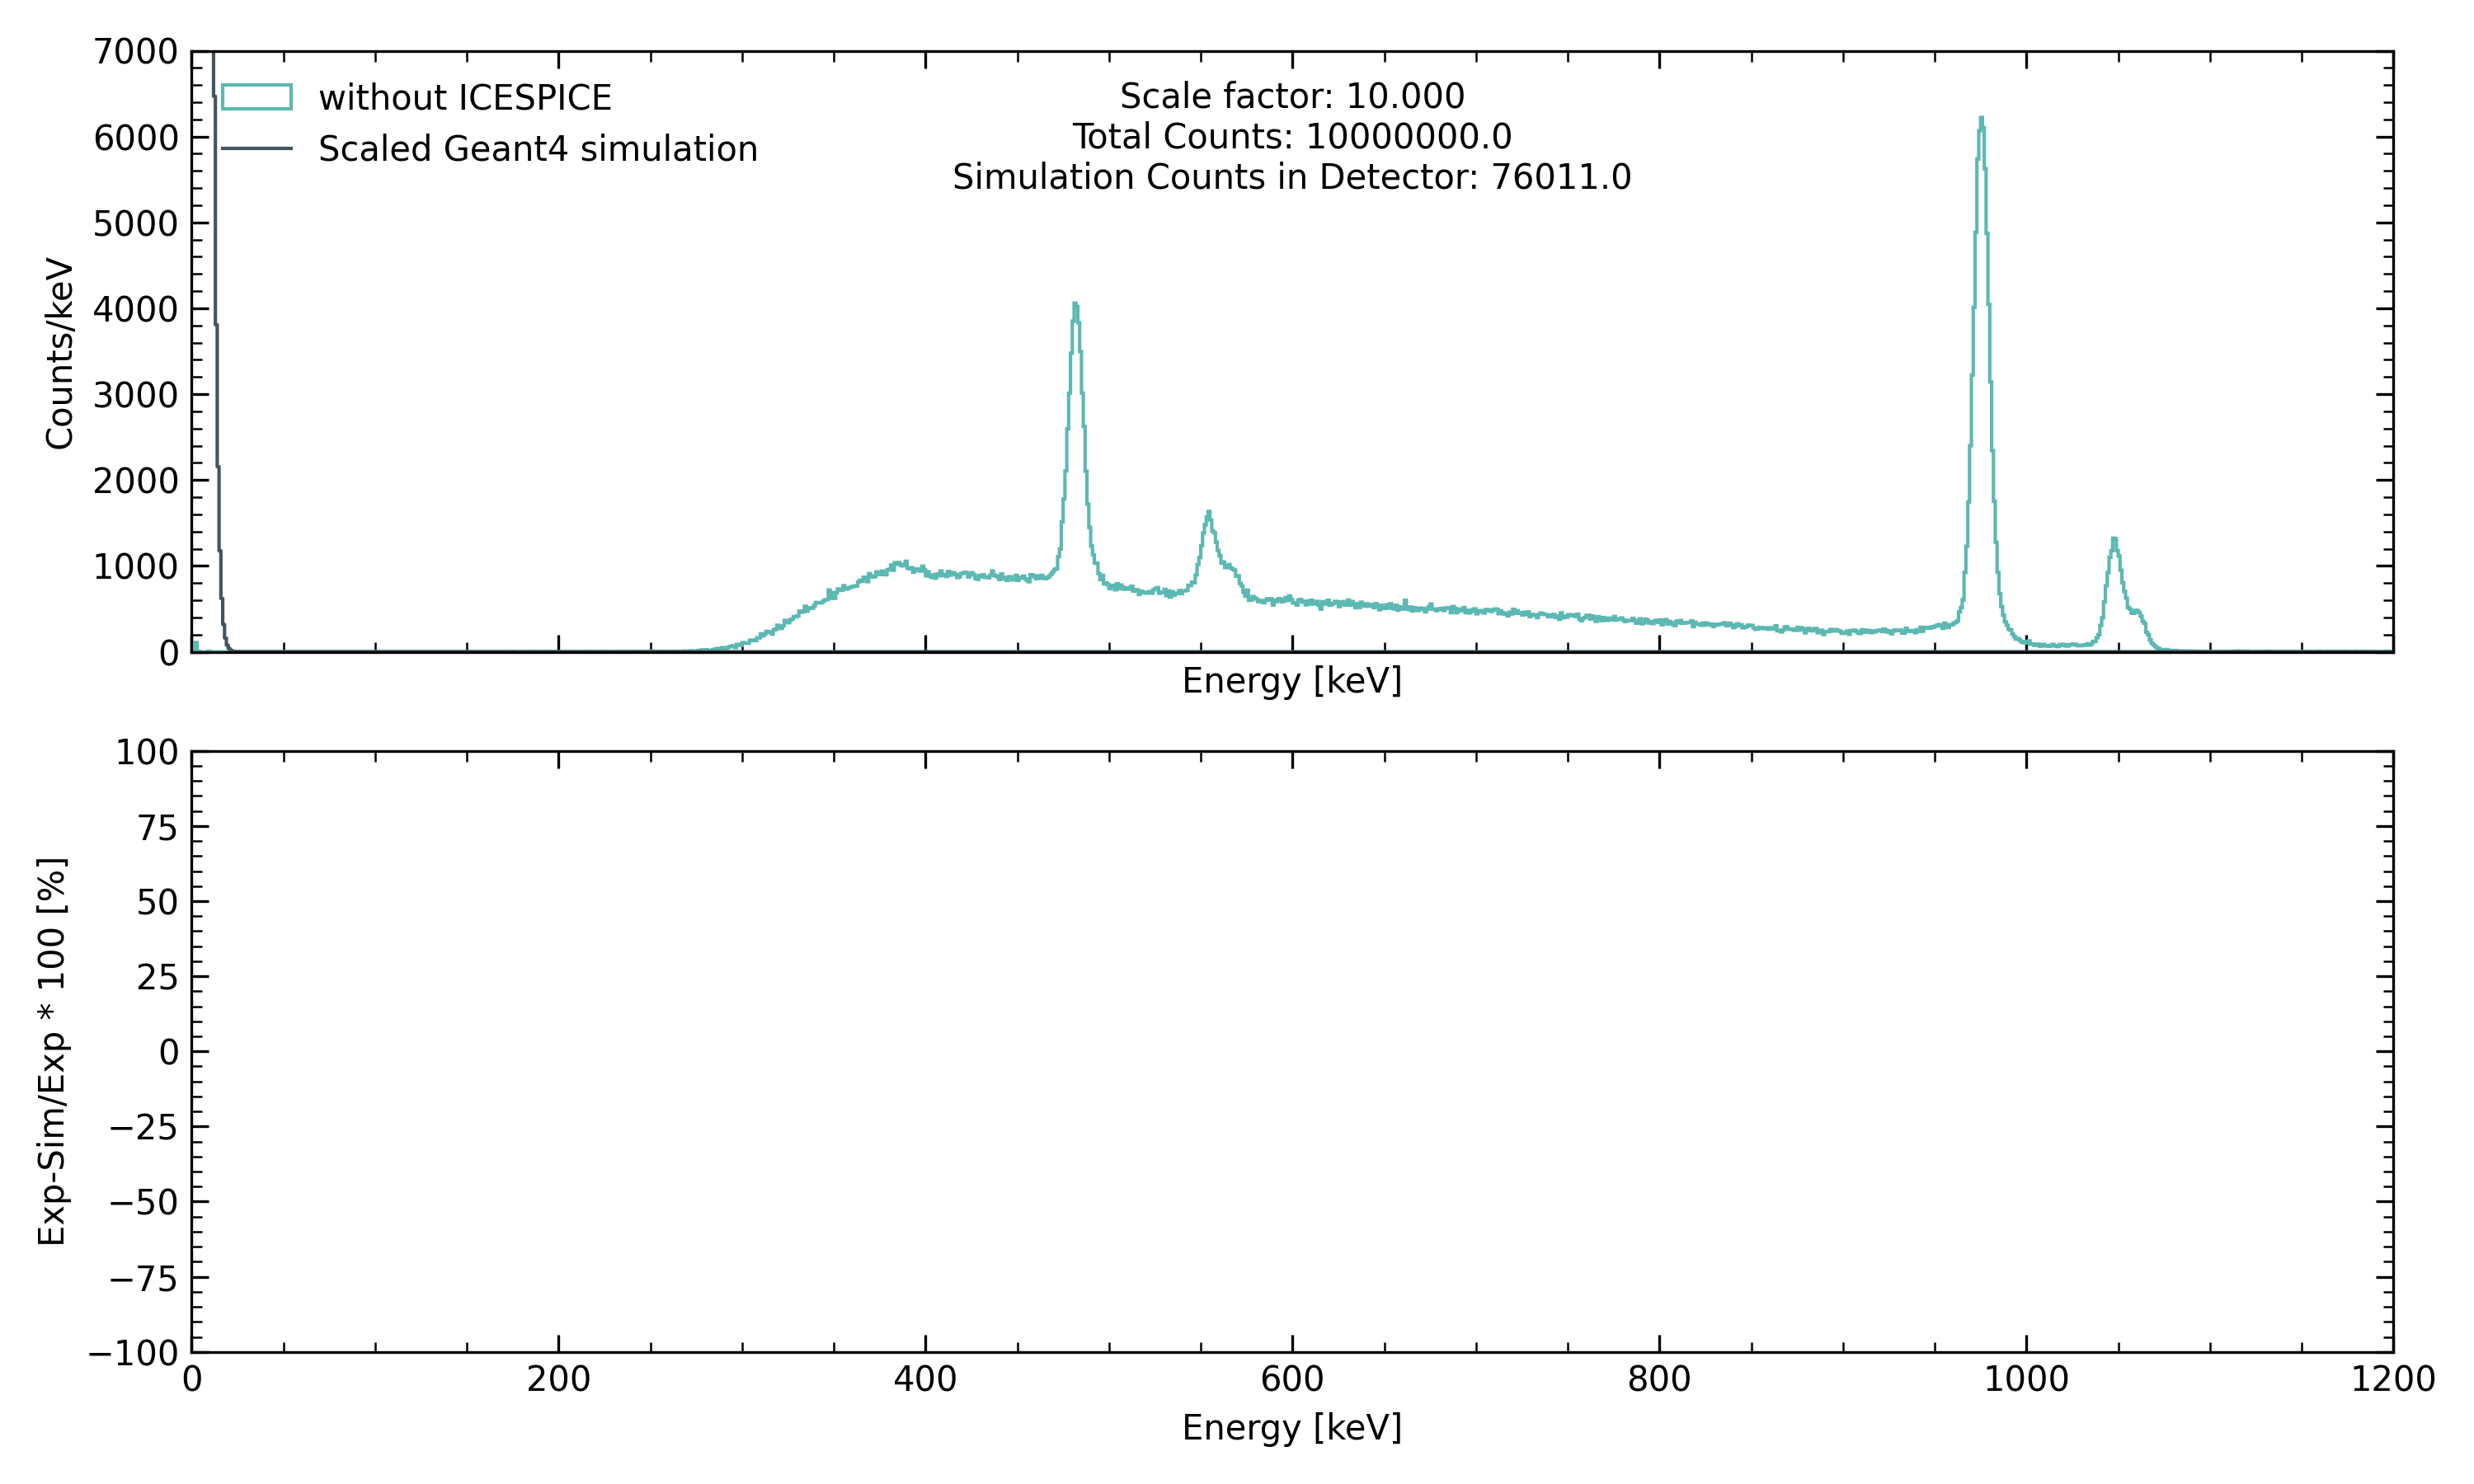 7000
6000
5000
4000
3000
2000
1000
0
Counts/keV
without ICESPICE
Scaled Geant4 simulation
Scale factor: 10.000
Total Counts: 10000000.0
Simulation Counts in Detector: 76011.0
Energy [keV]
100
75
50
25
0
−25
−50
−75
−100
Exp-Sim/Exp * 100 [%]
0 200 400 600 800 1000 1200
Energy [keV]